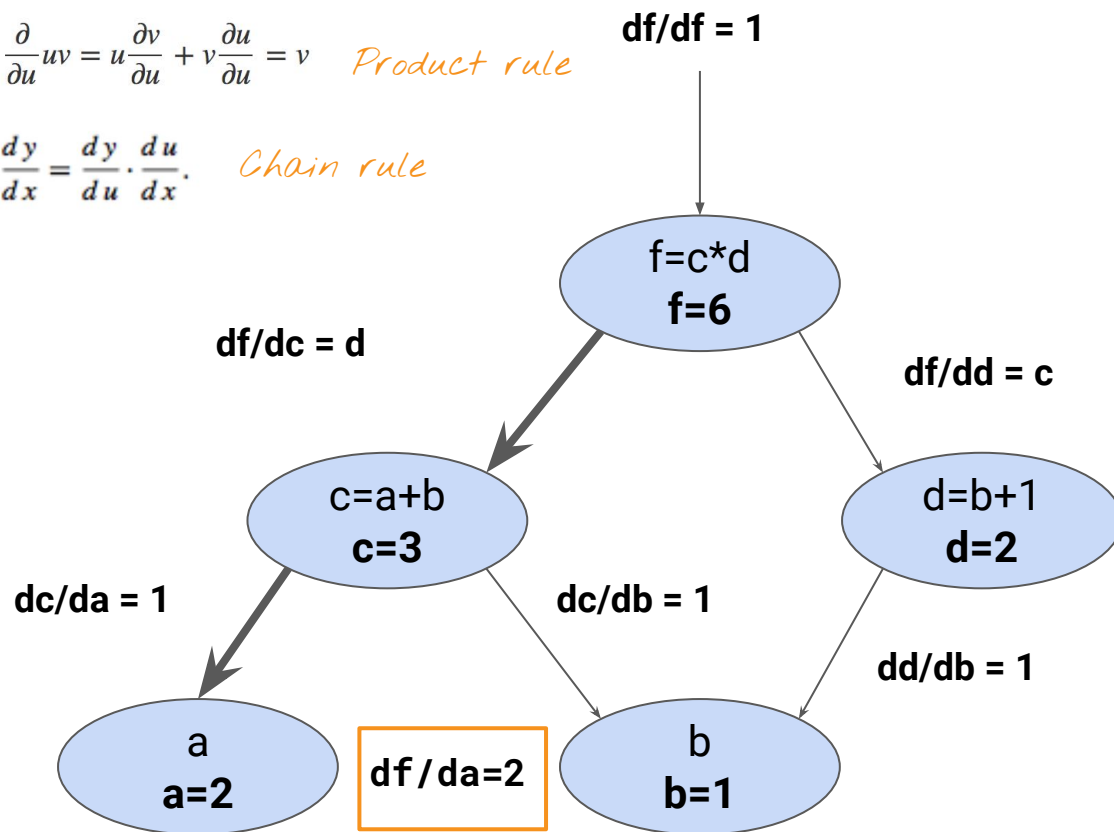 ∂/∂u uv = u ∂v/∂u + v ∂u/∂u = v
Product rule
dy/dx = dy/du · du/dx.
Chain rule
df/df = 1
f=c*d
f=6
df/dc = d
df/dd = c
c=a+b
c=3
d=b+1
d=2
dc/da = 1
dc/db = 1
dd/db = 1
a
a=2
df/da=2
b
b=1